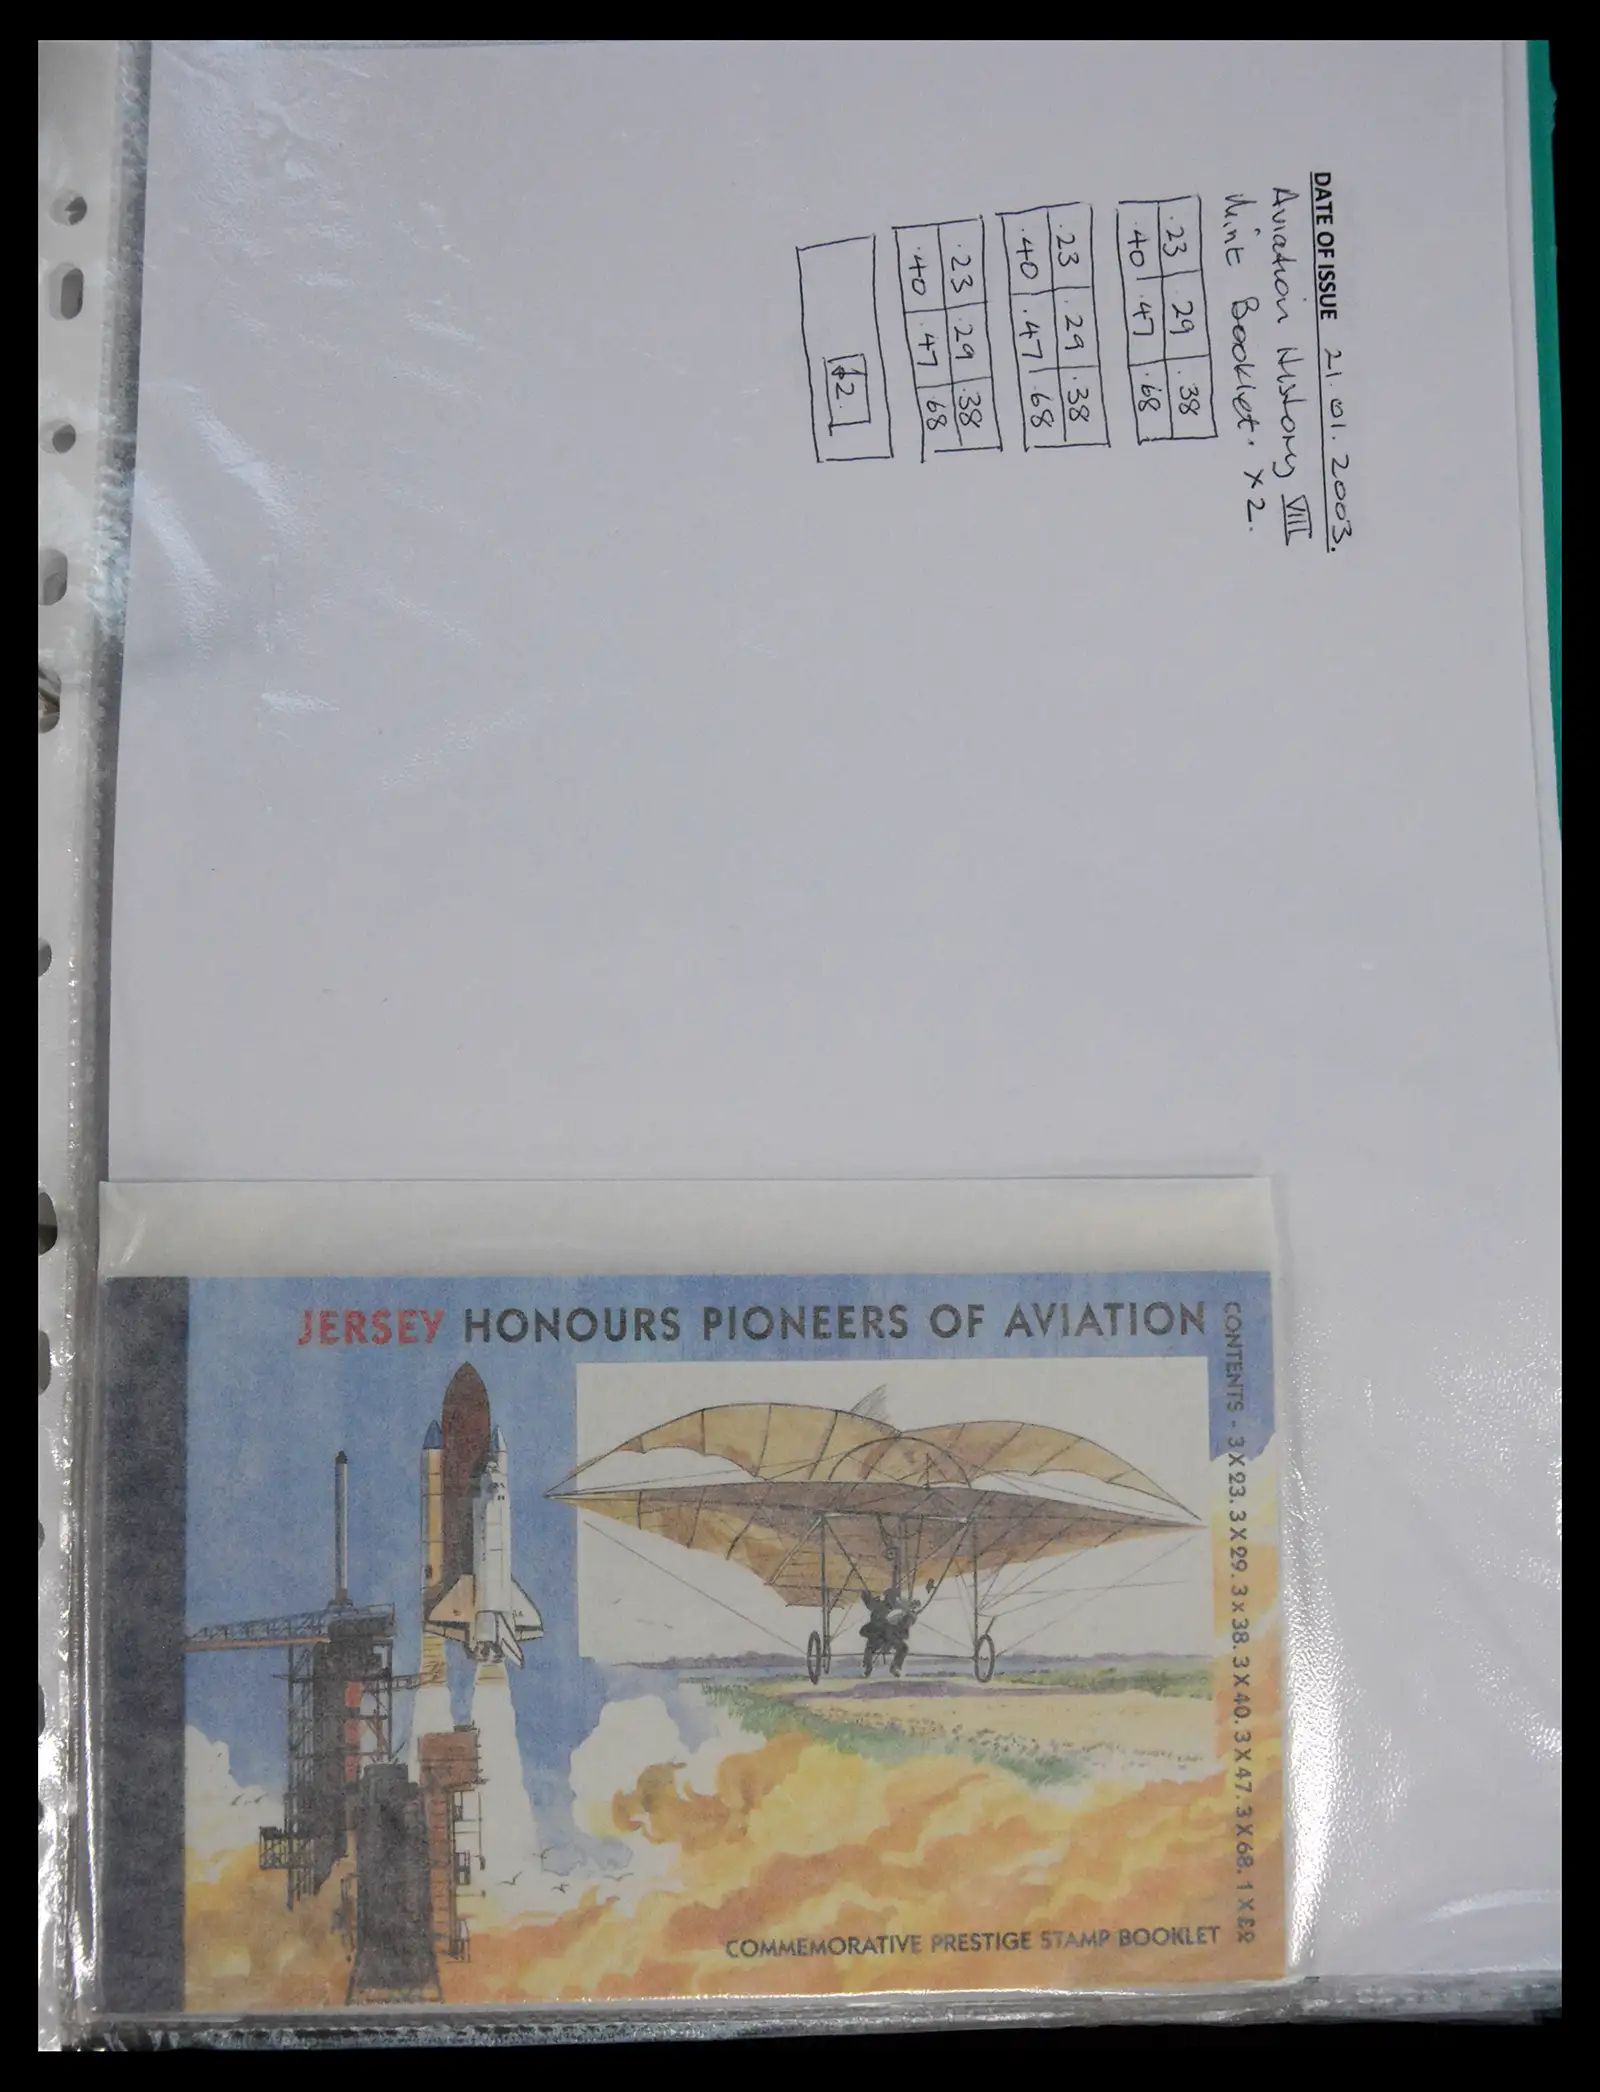 DATE OF ISSUE 21.01.2003.
Aviation History VIII
Mint Booklet. x2.
.23 .29 .38
.40 .47 .68
.23 .29 .38
.40 .47 .68
.23 .29 .38
.40 .47 .68
£2.
JERSEY HONOURS PIONEERS OF AVIATION
CONTENTS - 3X23. 3X29. 3x38. 3X40. 3X47. 3X68. 1X£2
COMMEMORATIVE PRESTIGE STAMP BOOKLET